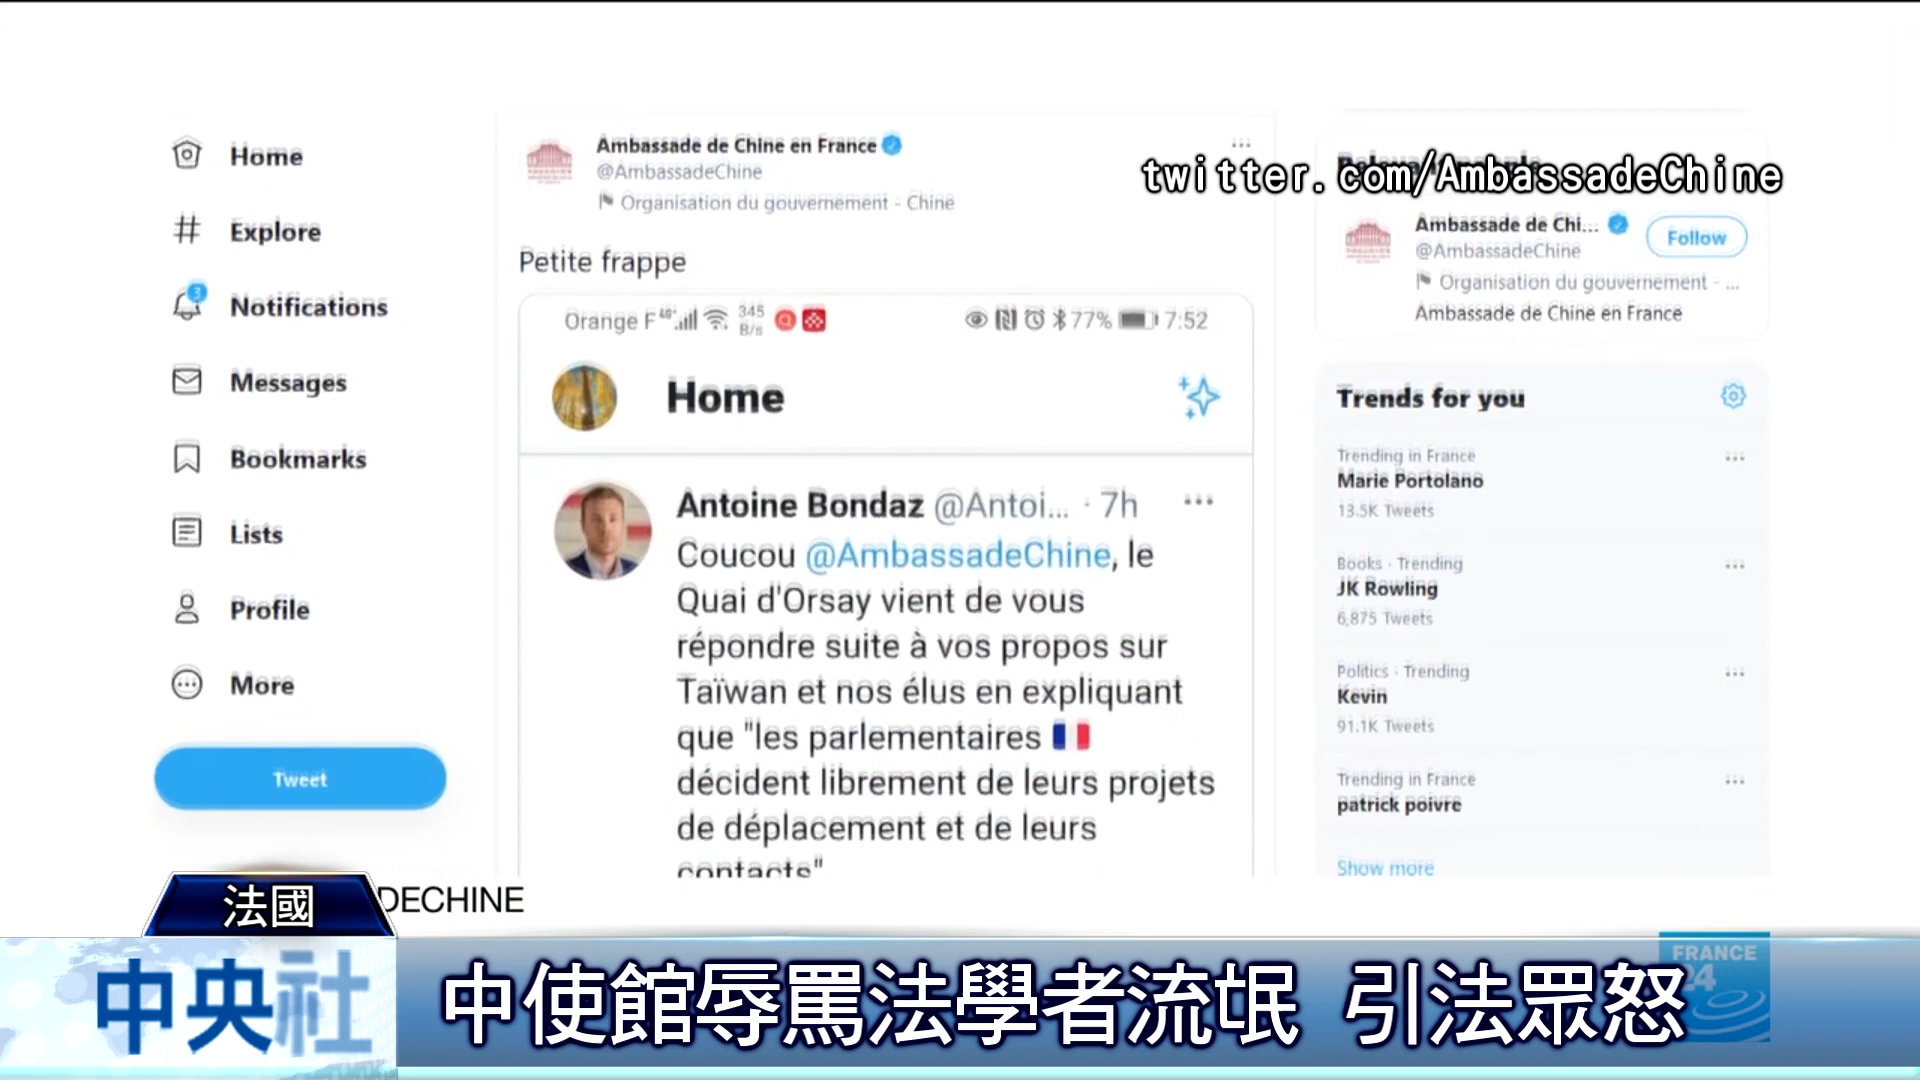 Home
Explore
3
Notifications
Messages
Bookmarks
Lists
Profile
More
Tweet
Ambassade de Chine en France
@AmbassadeChine
Organisation du gouvernement - Chine
Petite frappe
Orange F 4G+ 345 B/s 77% 7:52
Home
Antoine Bondaz @Antoi... · 7h
Coucou @AmbassadeChine, le
Quai d'Orsay vient de vous
répondre suite à vos propos sur
Taïwan et nos élus en expliquant
que "les parlementaires 🇫🇷
décident librement de leurs projets
de déplacement et de leurs
contacts"
twitter.com/AmbassadeChine
Ambassade de Chi...
Follow
@AmbassadeChine
Organisation du gouvernement - ...
Ambassade de Chine en France
Trends for you
Trending in France
Marie Portolano
13.5K Tweets
Books · Trending
JK Rowling
6,875 Tweets
Politics · Trending
Kevin
91.1K Tweets
Trending in France
patrick poivre
Show more
DECHINE
法國
中央社
中使館辱罵法學者流氓 引法眾怒
FRANCE
24